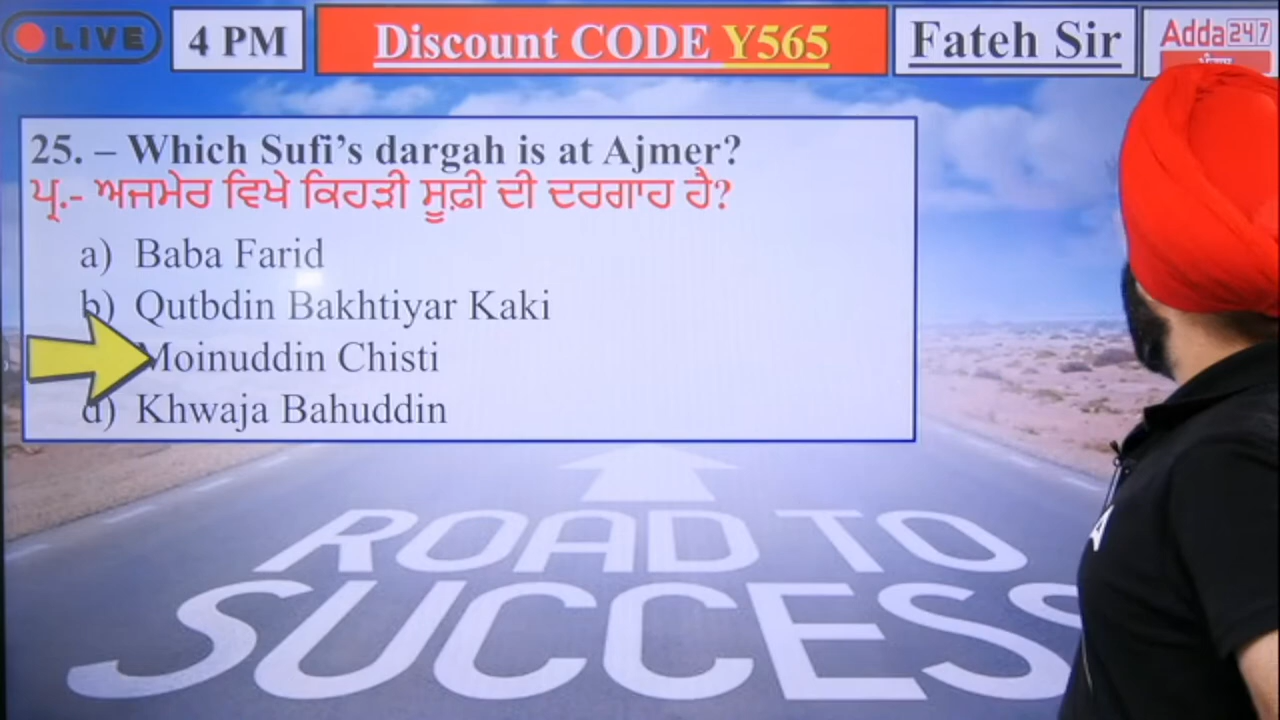 LIVE
4 PM
Discount CODE Y565
Fateh Sir
Adda247
25. – Which Sufi's dargah is at Ajmer?
ਪ੍ਰ.- ਅਜਮੇਰ ਵਿਖੇ ਕਿਹੜੀ ਸੂਫ਼ੀ ਦੀ ਦਰਗਾਹ ਹੈ?
a) Baba Farid
b) Qutbdin Bakhtiyar Kaki
Moinuddin Chisti
d) Khwaja Bahuddin
ROAD TO
SUCCESS